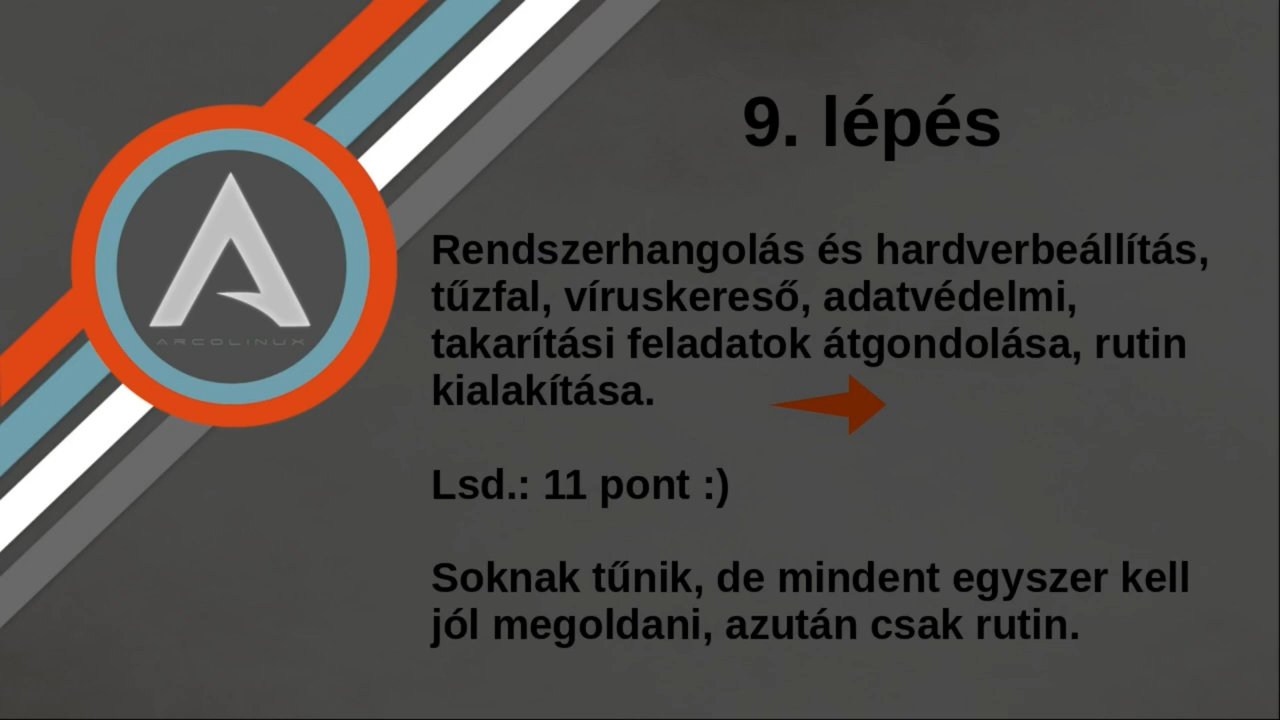 9. lépés
ARCOLINUX
Rendszerhangolás és hardverbeállítás,
tűzfal, víruskereső, adatvédelmi,
takarítási feladatok átgondolása, rutin
kialakítása.
Lsd.: 11 pont :)
Soknak tűnik, de mindent egyszer kell
jól megoldani, azután csak rutin.